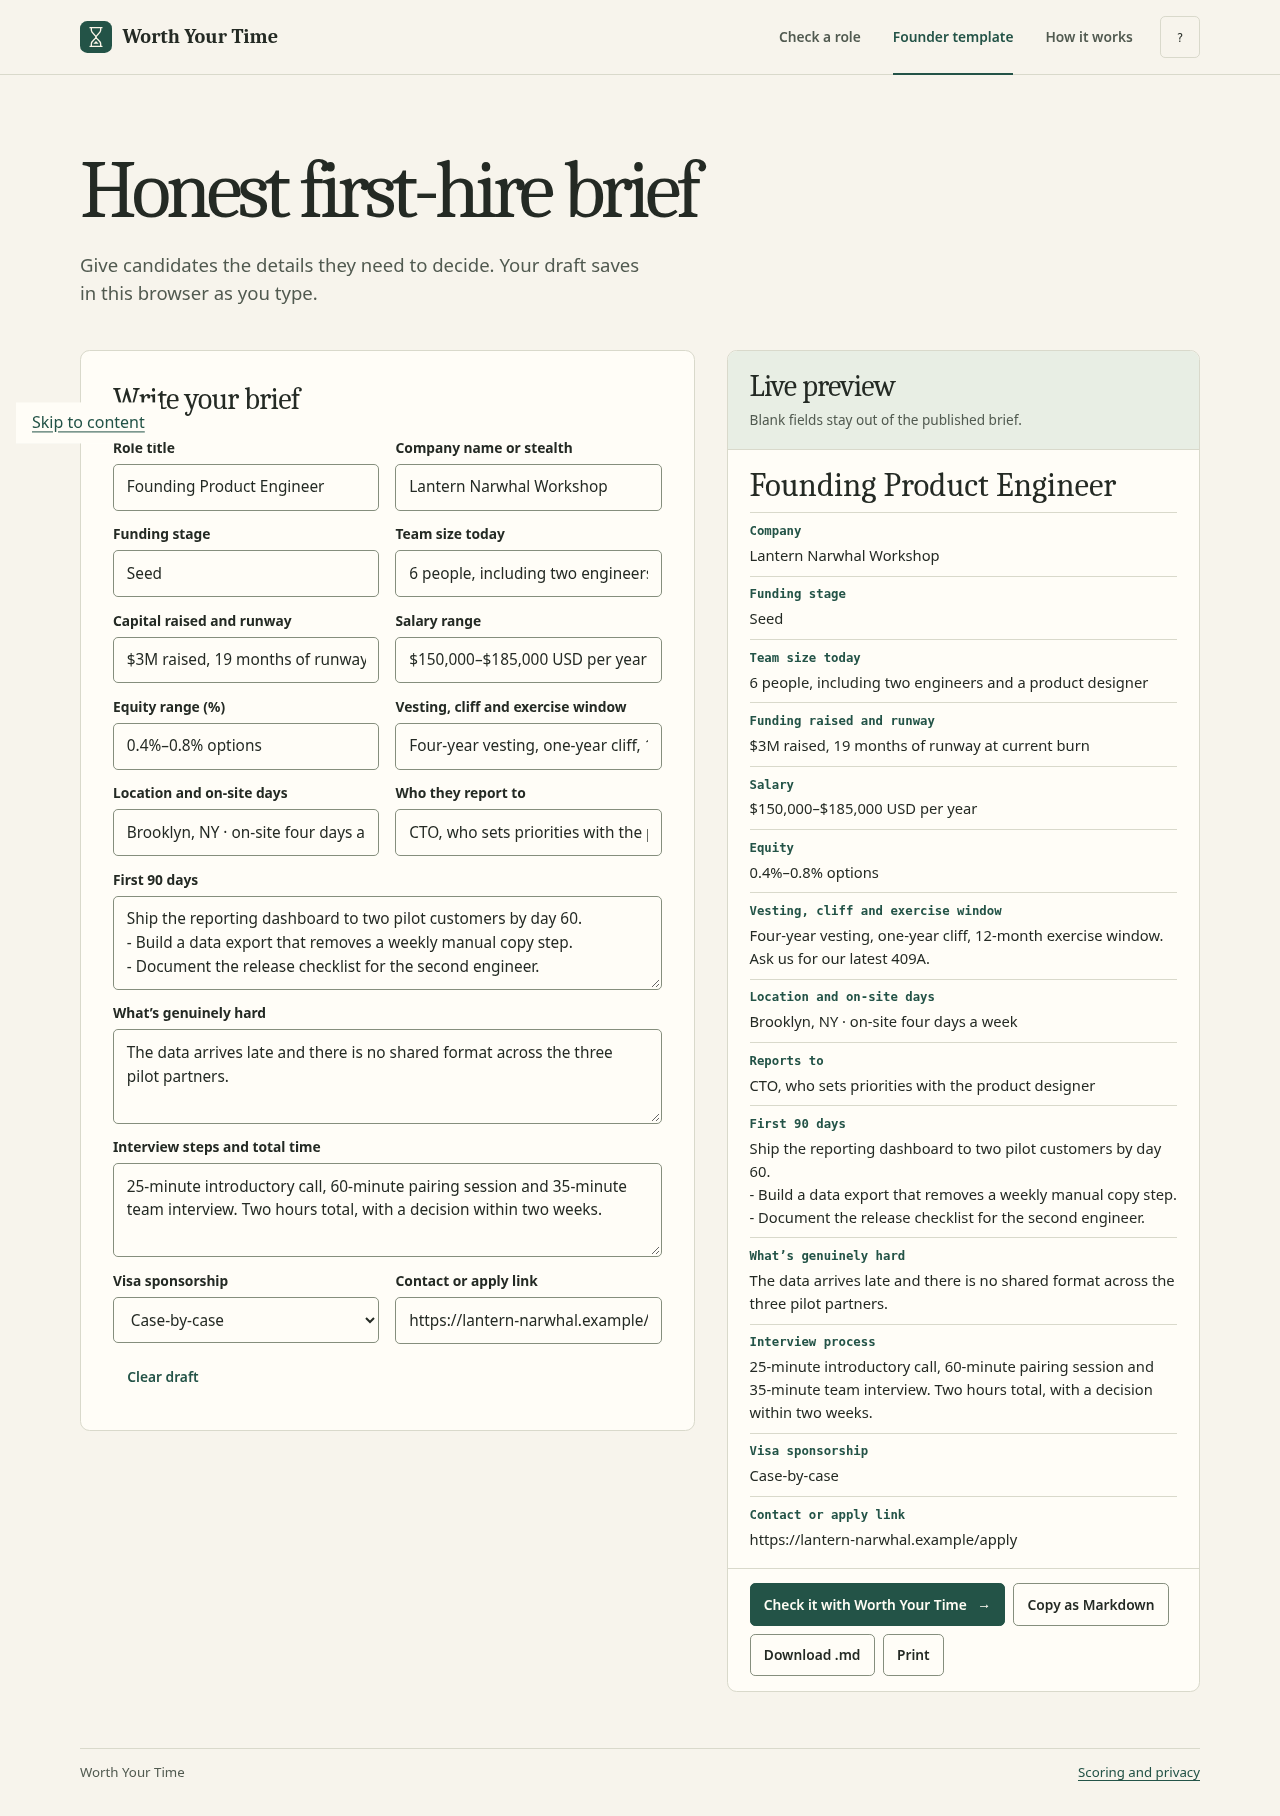 Worth Your Time
Check a role
Founder template
How it works
?
Honest first-hire brief
Give candidates the details they need to decide. Your draft saves
in this browser as you type.
Write your brief
Skip to content
Role title
Company name or stealth
Founding Product Engineer
Lantern Narwhal Workshop
Funding stage
Team size today
Seed
6 people, including two engineers
Capital raised and runway
Salary range
$3M raised, 19 months of runway
$150,000–$185,000 USD per year
Equity range (%)
Vesting, cliff and exercise window
0.4%–0.8% options
Four-year vesting, one-year cliff,
Location and on-site days
Who they report to
Brooklyn, NY · on-site four days a
CTO, who sets priorities with the
First 90 days
Ship the reporting dashboard to two pilot customers by day 60.
- Build a data export that removes a weekly manual copy step.
- Document the release checklist for the second engineer.
What's genuinely hard
The data arrives late and there is no shared format across the three
pilot partners.
Interview steps and total time
25-minute introductory call, 60-minute pairing session and 35-minute
team interview. Two hours total, with a decision within two weeks.
Visa sponsorship
Contact or apply link
Case-by-case
https://lantern-narwhal.example/
Clear draft
Live preview
Blank fields stay out of the published brief.
Founding Product Engineer
Company
Lantern Narwhal Workshop
Funding stage
Seed
Team size today
6 people, including two engineers and a product designer
Funding raised and runway
$3M raised, 19 months of runway at current burn
Salary
$150,000–$185,000 USD per year
Equity
0.4%–0.8% options
Vesting, cliff and exercise window
Four-year vesting, one-year cliff, 12-month exercise window.
Ask us for our latest 409A.
Location and on-site days
Brooklyn, NY · on-site four days a week
Reports to
CTO, who sets priorities with the product designer
First 90 days
Ship the reporting dashboard to two pilot customers by day
60.
- Build a data export that removes a weekly manual copy step.
- Document the release checklist for the second engineer.
What's genuinely hard
The data arrives late and there is no shared format across the
three pilot partners.
Interview process
25-minute introductory call, 60-minute pairing session and
35-minute team interview. Two hours total, with a decision
within two weeks.
Visa sponsorship
Case-by-case
Contact or apply link
https://lantern-narwhal.example/apply
Check it with Worth Your Time →
Copy as Markdown
Download .md
Print
Worth Your Time
Scoring and privacy